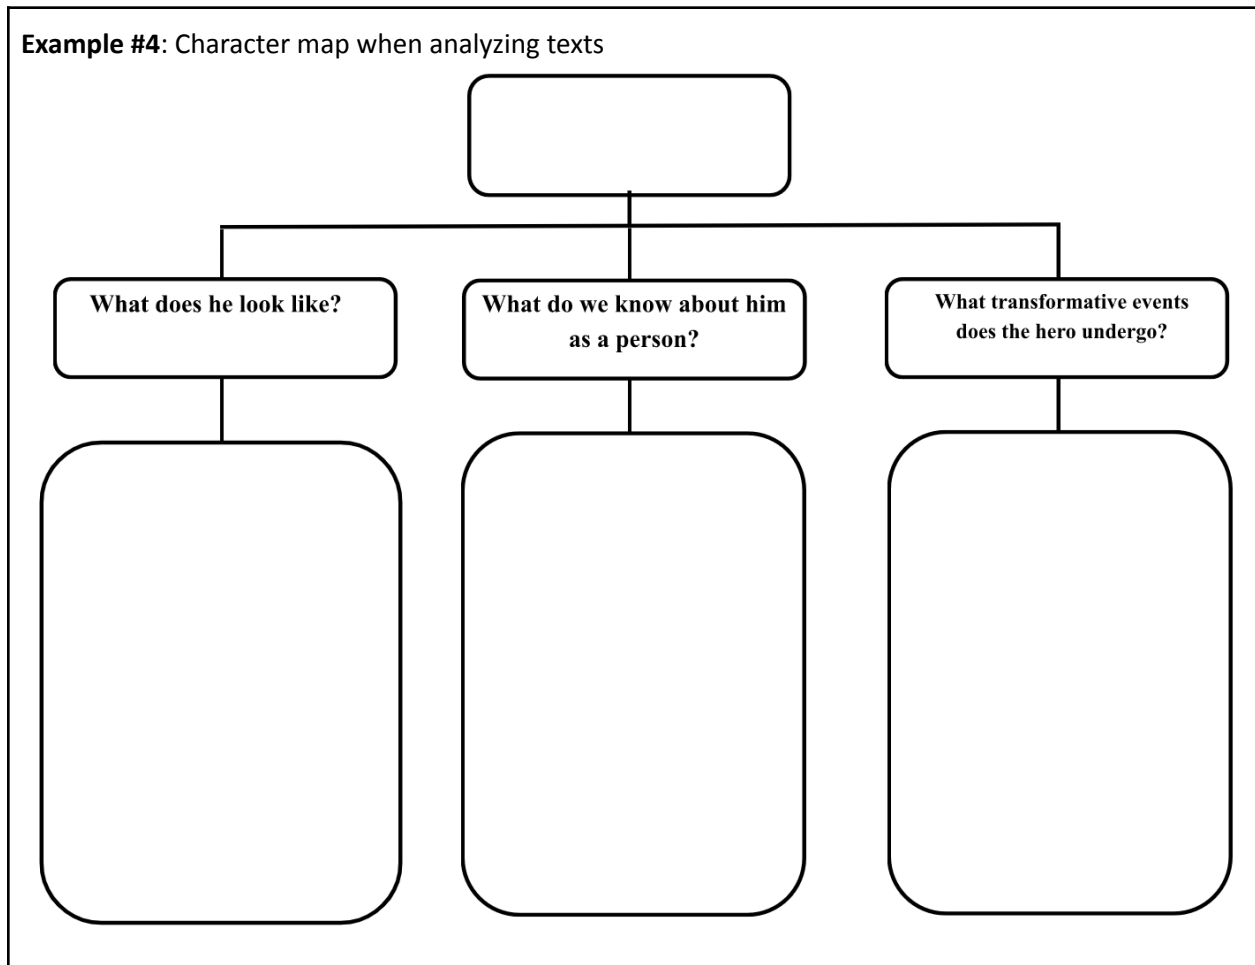 Example #4: Character map when analyzing texts
What does he look like?
What do we know about him
as a person?
What transformative events
does the hero undergo?